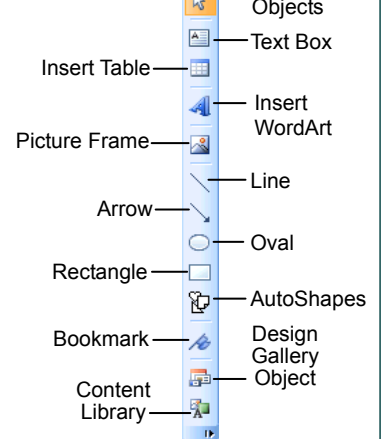 Objects
Text Box
Insert Table
Insert
WordArt
Picture Frame
Line
Arrow
Oval
Rectangle
AutoShapes
Bookmark
Design
Gallery
Object
Content
Library